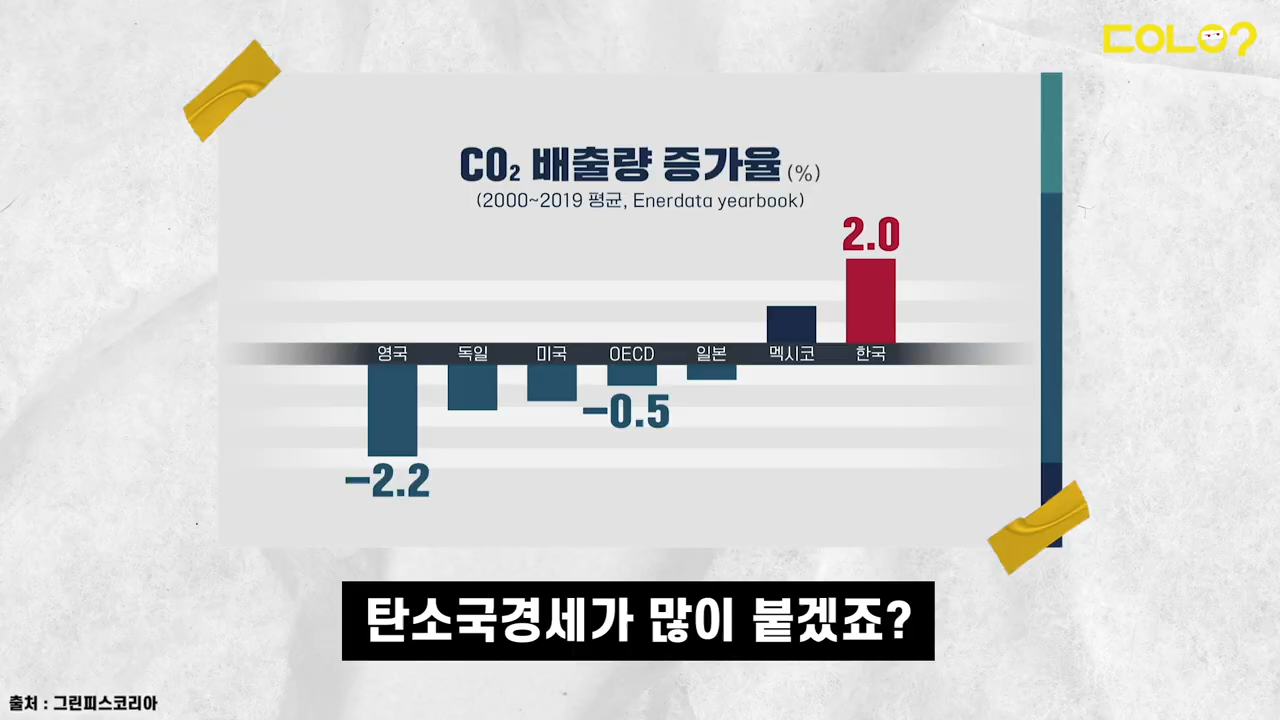 COLO?
CO₂ 배출량 증가율 (%)
(2000~2019 평균, Enerdata yearbook)
2.0
영국 독일 미국 OECD 일본 멕시코 한국
-0.5
-2.2
탄소국경세가 많이 붙겠죠?
출처 : 그린피스코리아